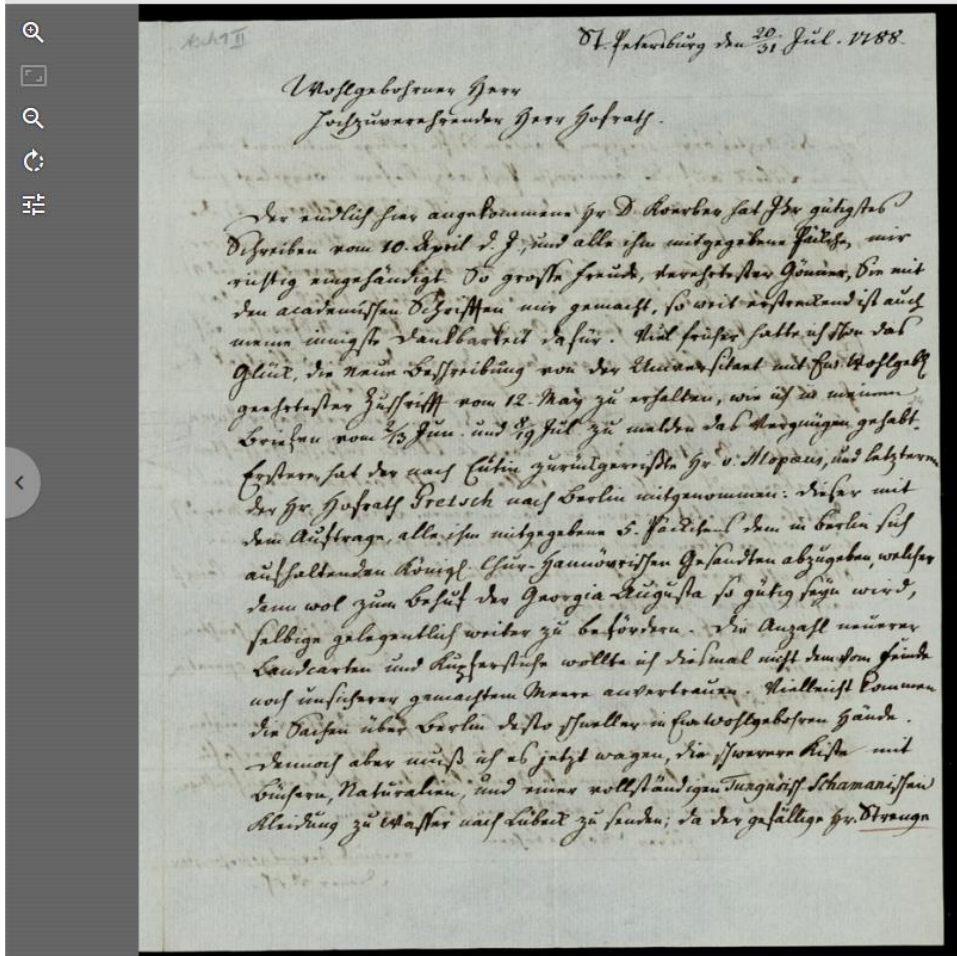 St. Petersburg den 20/31 Jul. 1788.
Wohlgebohrner Herr
Hochzuverehrender Herr Hofrath.
Der endlich hier angekommene Hr D. Koerber hat Ihr gütigstes
Schreiben vom 10. April d. J., und alle ihm mitgegebene Päckchen mir
richtig eingehändigt. So grosse Freude, verehrtester Gönner, Sie mit
den academischen Schrifften mir gemacht, so weit erstreckend ist auch
meine innigste Dankbarkeit dafür. Viel früher hatte ich schon das
Glück, die neue Beschreibung von der Universitaet mit Ew. Wohlgeb.
geehrtester Zuschrifft vom 12. May zu erhalten, wie ich in meinen
Briefen vom 2/13 Jun. und 8/19 Jul. zu melden das Vergnügen gehabt.
Ersteren hat der nach Eutin zurückgereiste Hr. v. Alopaus, und letzteren
der Hr. Hofrath Gretsch nach Berlin mitgenommen: dieser mit
dem Auftrage, alle ihm mitgegebene 5. Päckchens dem in Berlin sich
aufhaltenden Königl. Chur-Hannövrischen Gesandten abzugeben, welcher
dann wol zum Behuf der Georgia Augusta so gütig seyn wird,
selbige gelegentlich weiter zu befördern. Die Anzahl neuerer
Landcarten und Kupferstiche wollte ich diesmal nicht dem vom Feinde
noch unsicherer gemachtem Meere anvertrauen. Vielleicht kommen
die Sachen über Berlin desto schneller in Ew. Wohlgebohren Hände.
Dennoch aber muß ich es jetzt wagen, die schwerere Kiste mit
Büchern, Naturalien, und einer vollständigen Tungusisch-Schamanischen
Kleidung zu Wasser nach Lübeck zu senden; da der gefällige Hr. Strenge